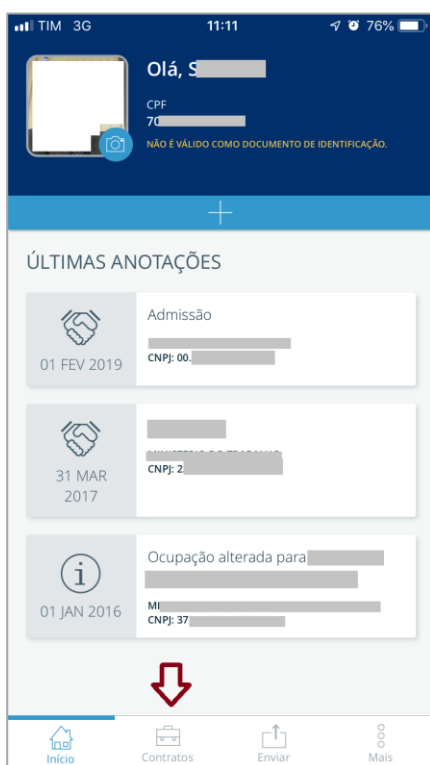 TIM 3G 11:11 76%
Olá, S
CPF
70
NÃO É VÁLIDO COMO DOCUMENTO DE IDENTIFICAÇÃO.
ÚLTIMAS ANOTAÇÕES
Admissão
01 FEV 2019
CNPJ: 00.
31 MAR
2017
CNPJ: 2
Ocupação alterada para
01 JAN 2016
MI
CNPJ: 37
Início Contratos Enviar Mais